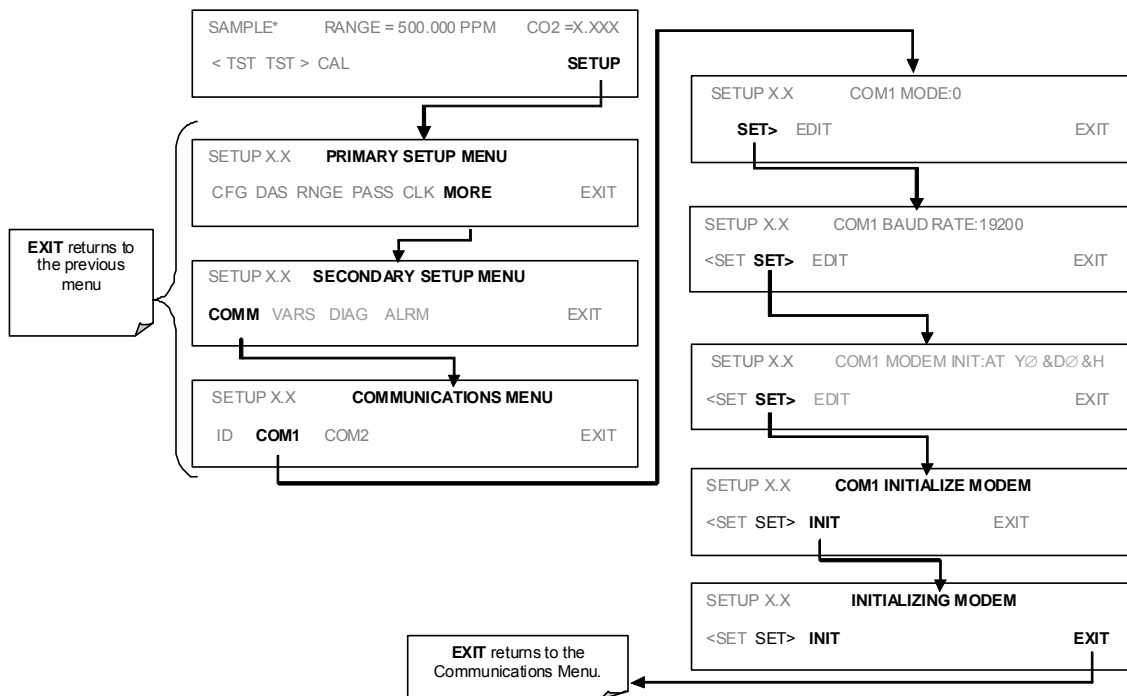 SAMPLE* RANGE = 500.000 PPM CO2 =X.XXX
< TST TST > CAL SETUP
SETUP X.X PRIMARY SETUP MENU
CFG DAS RNGE PASS CLK MORE EXIT
EXIT returns to
the previous
menu
SETUP X.X SECONDARY SETUP MENU
COMM VARS DIAG ALRM EXIT
SETUP X.X COMMUNICATIONS MENU
ID COM1 COM2 EXIT
SETUP X.X COM1 MODE:0
SET> EDIT EXIT
SETUP X.X COM1 BAUD RATE:19200
<SET SET> EDIT EXIT
SETUP X.X COM1 MODEM INIT:AT Y∅ &D∅ &H
<SET SET> EDIT EXIT
SETUP X.X COM1 INITIALIZE MODEM
<SET SET> INIT EXIT
SETUP X.X INITIALIZING MODEM
<SET SET> INIT EXIT
EXIT returns to the
Communications Menu.